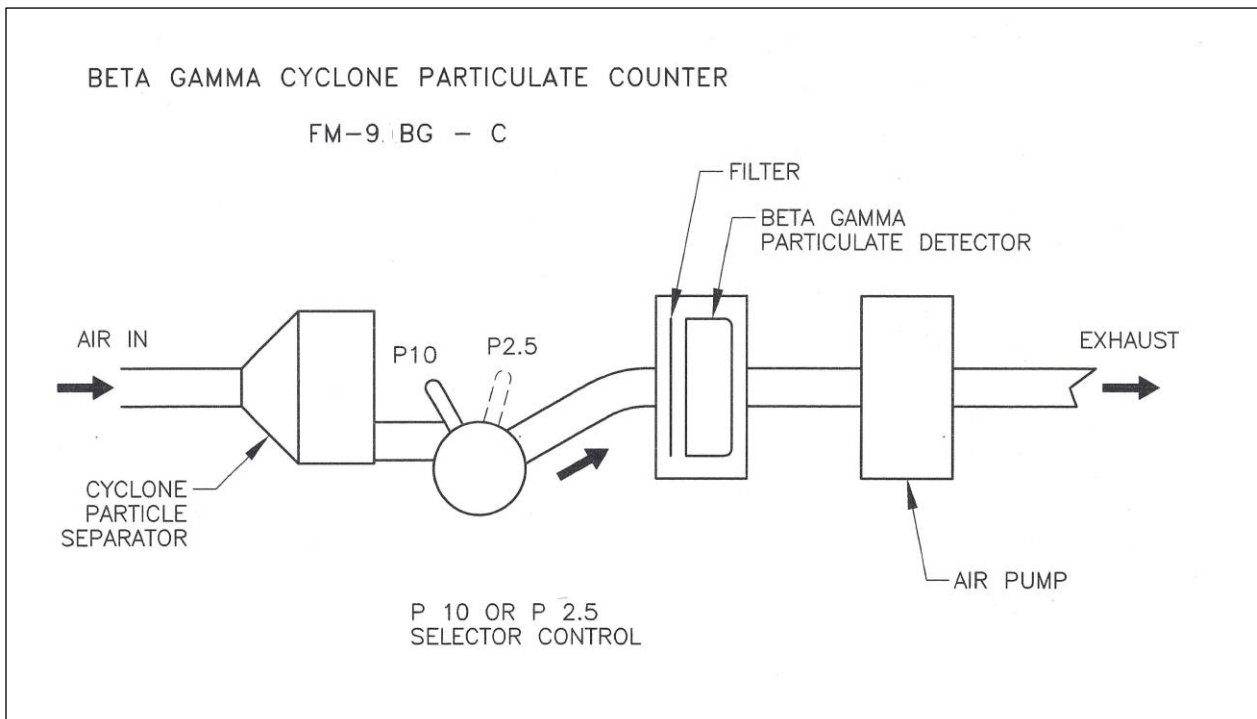 BETA GAMMA CYCLONE PARTICULATE COUNTER
FM-9 BG - C
FILTER
BETA GAMMA
PARTICULATE DETECTOR
AIR IN
P10
P2.5
EXHAUST
CYCLONE
PARTICLE
SEPARATOR
AIR PUMP
P 10 OR P 2.5
SELECTOR CONTROL